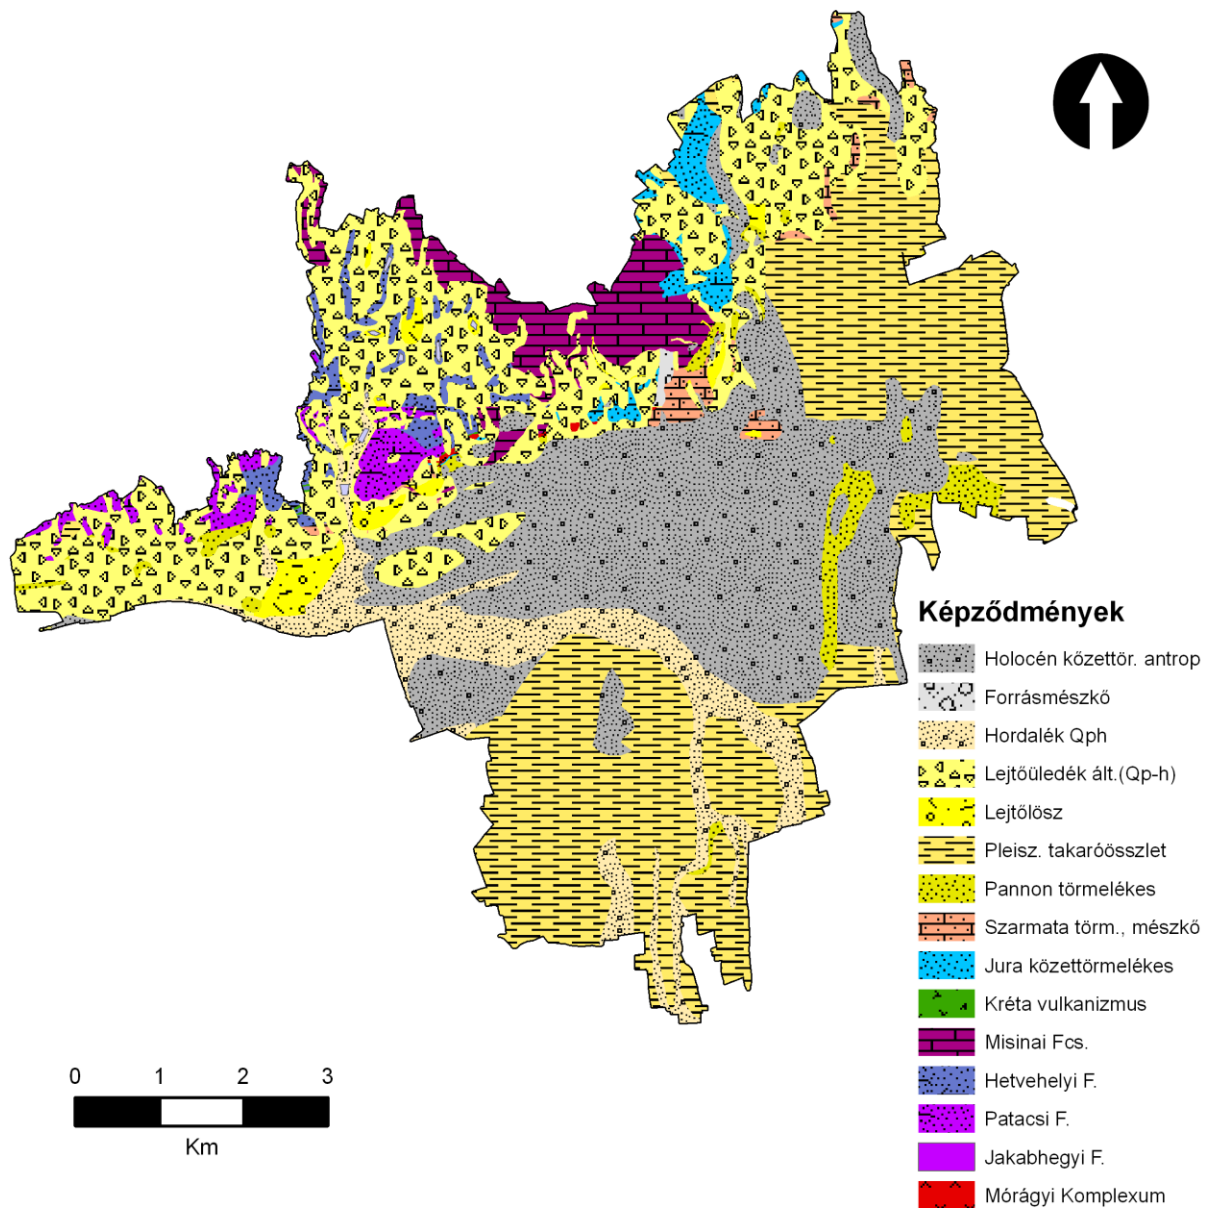 Képződmények
Holocén kőzettör. antrop
Forrásmészkő
Hordalék Qph
Lejtőüledék ált.(Qp-h)
Lejtőlösz
Pleisz. takaróösszlet
Pannon törmelékes
Szarmata törm., mészkő
Jura közettörmelékes
Kréta vulkanizmus
Misinai Fcs.
Hetvehelyi F.
Patacsi F.
Jakabhegyi F.
Mórágyi Komplexum
0 1 2 3
Km